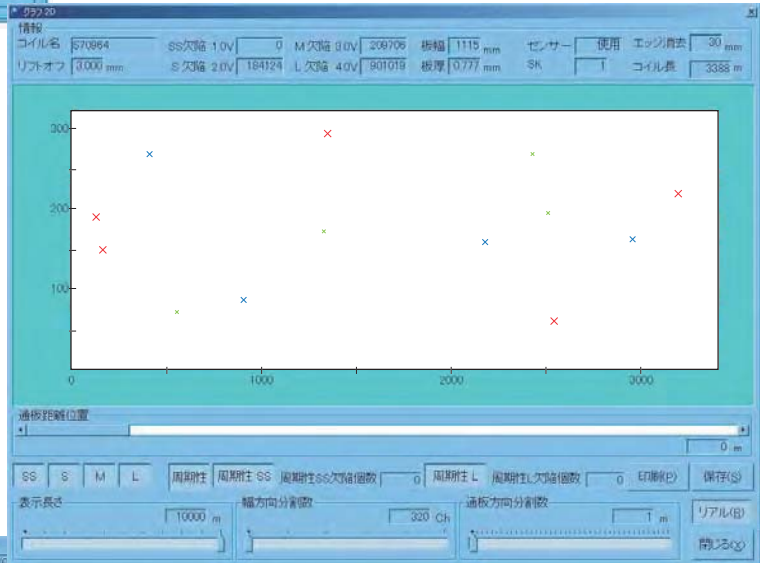 グラフ2D
情報
コイル名 S70964 SS欠陥 1.0V 0 M欠陥 3.0V 209706 板幅 1115 mm センサー 使用 エッジ消去 30 mm
リフトオフ 3.000 mm S欠陥 2.0V 184124 L欠陥 4.0V 901019 板厚 0.777 mm SK 1 コイル長 3388 m
300
200
100
0 1000 2000 3000
通板距離位置
0 m
SS S M L 周期性 周期性SS 周期性SS欠陥個数 0 周期性L 周期性L欠陥個数 0 印刷(P) 保存(S)
表示長さ 幅方向分割数 通板方向分割数
10000 m 320 Ch 1 m リアル(R)
閉じる(X)